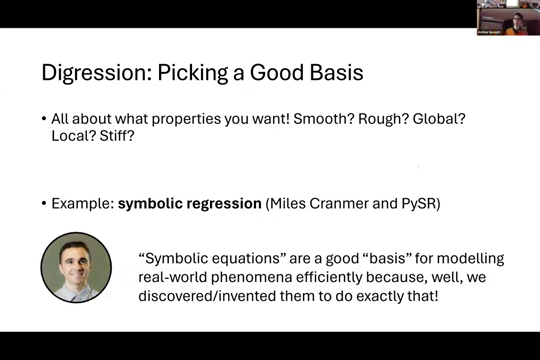 Digression: Picking a Good Basis
• All about what properties you want! Smooth? Rough? Global?
Local? Stiff?
• Example: symbolic regression (Miles Cranmer and PySR)
“Symbolic equations” are a good “basis” for modelling
real-world phenomena efficiently because, well, we
discovered/invented them to do exactly that!